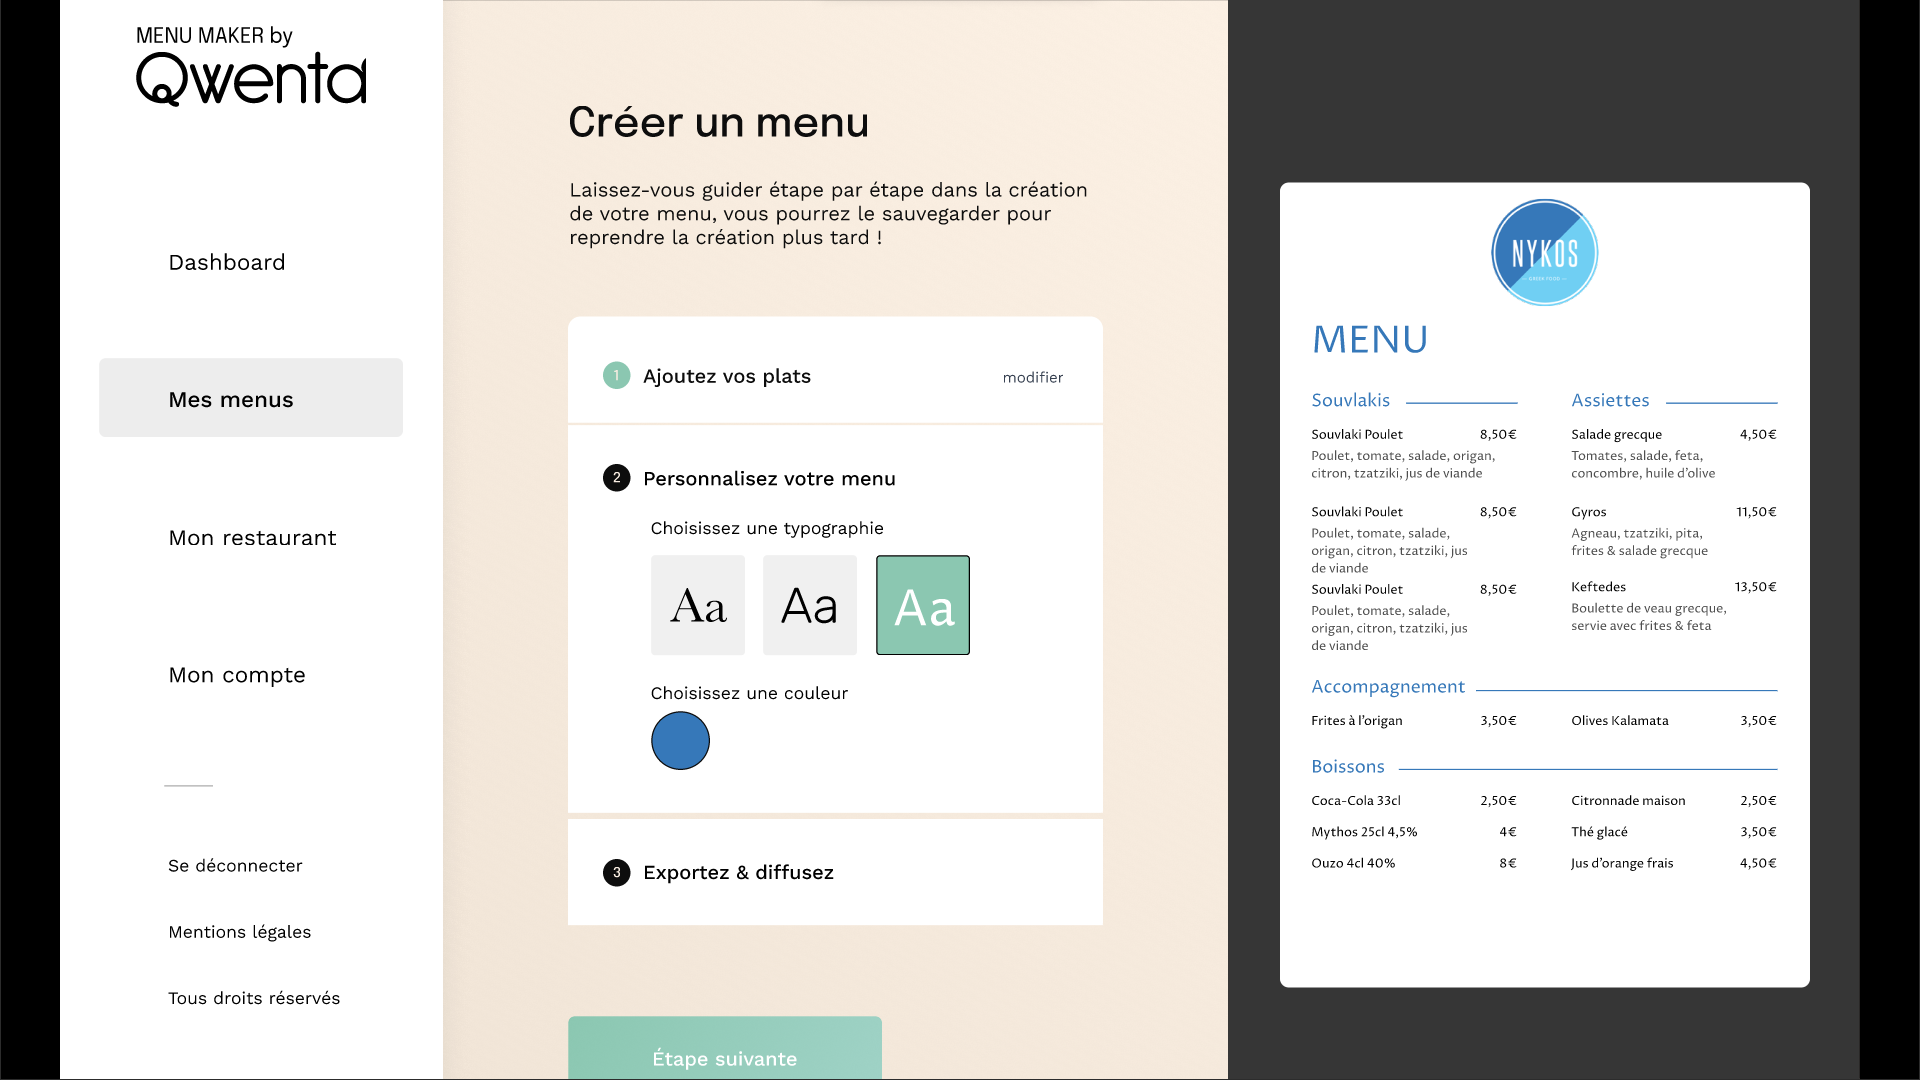 MENU MAKER by
Qwenta
Dashboard
Mes menus
Mon restaurant
Mon compte
Se déconnecter
Mentions légales
Tous droits réservés
Créer un menu
Laissez-vous guider étape par étape dans la création
de votre menu, vous pourrez le sauvegarder pour
reprendre la création plus tard !
1 Ajoutez vos plats modifier
2 Personnalisez votre menu
Choisissez une typographie
Aa Aa Aa
Choisissez une couleur
3 Exportez & diffusez
Étape suivante
NYKOS
GREEK FOOD
MENU
Souvlakis
Souvlaki Poulet 8,50€
Poulet, tomate, salade, origan,
citron, tzatziki, jus de viande
Souvlaki Poulet 8,50€
Poulet, tomate, salade,
origan, citron, tzatziki, jus
de viande
Souvlaki Poulet 8,50€
Poulet, tomate, salade,
origan, citron, tzatziki, jus
de viande
Assiettes
Salade grecque 4,50€
Tomates, salade, feta,
concombre, huile d'olive
Gyros 11,50€
Agneau, tzatziki, pita,
frites & salade grecque
Keftedes 13,50€
Boulette de veau grecque,
servie avec frites & feta
Accompagnement
Frites à l'origan 3,50€ Olives Kalamata 3,50€
Boissons
Coca-Cola 33cl 2,50€ Citronnade maison 2,50€
Mythos 25cl 4,5% 4€ Thé glacé 3,50€
Ouzo 4cl 40% 8€ Jus d'orange frais 4,50€